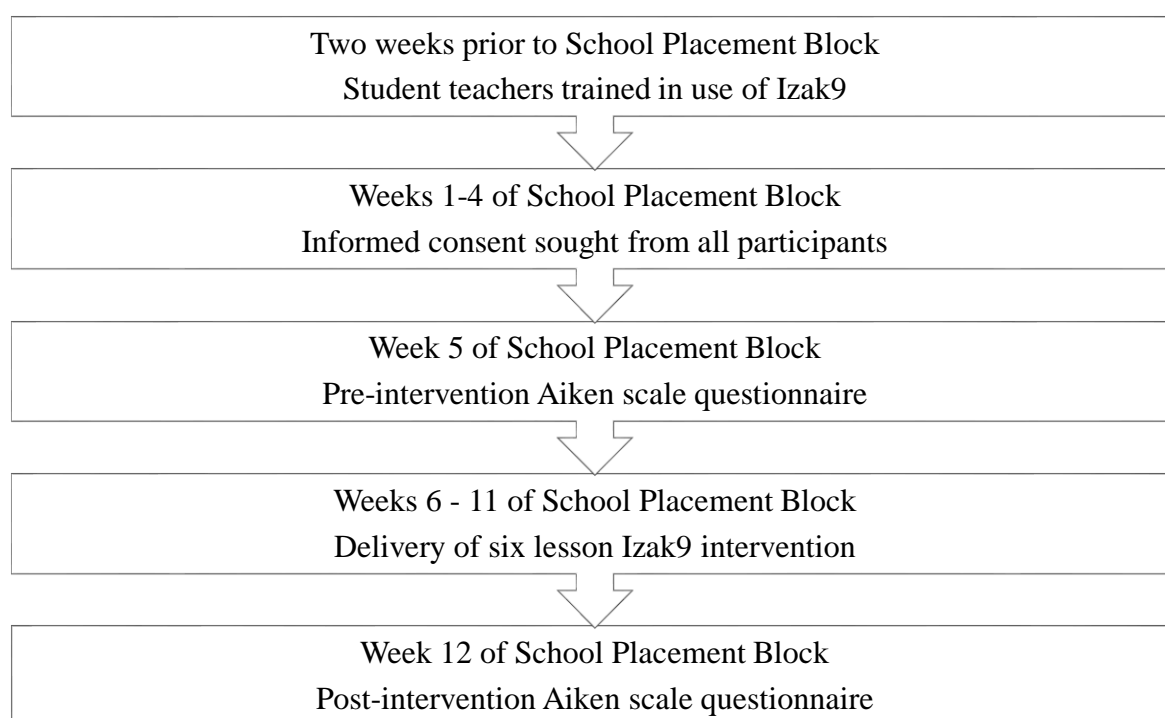 Two weeks prior to School Placement Block
Student teachers trained in use of Izak9
Weeks 1-4 of School Placement Block
Informed consent sought from all participants
Week 5 of School Placement Block
Pre-intervention Aiken scale questionnaire
Weeks 6 - 11 of School Placement Block
Delivery of six lesson Izak9 intervention
Week 12 of School Placement Block
Post-intervention Aiken scale questionnaire